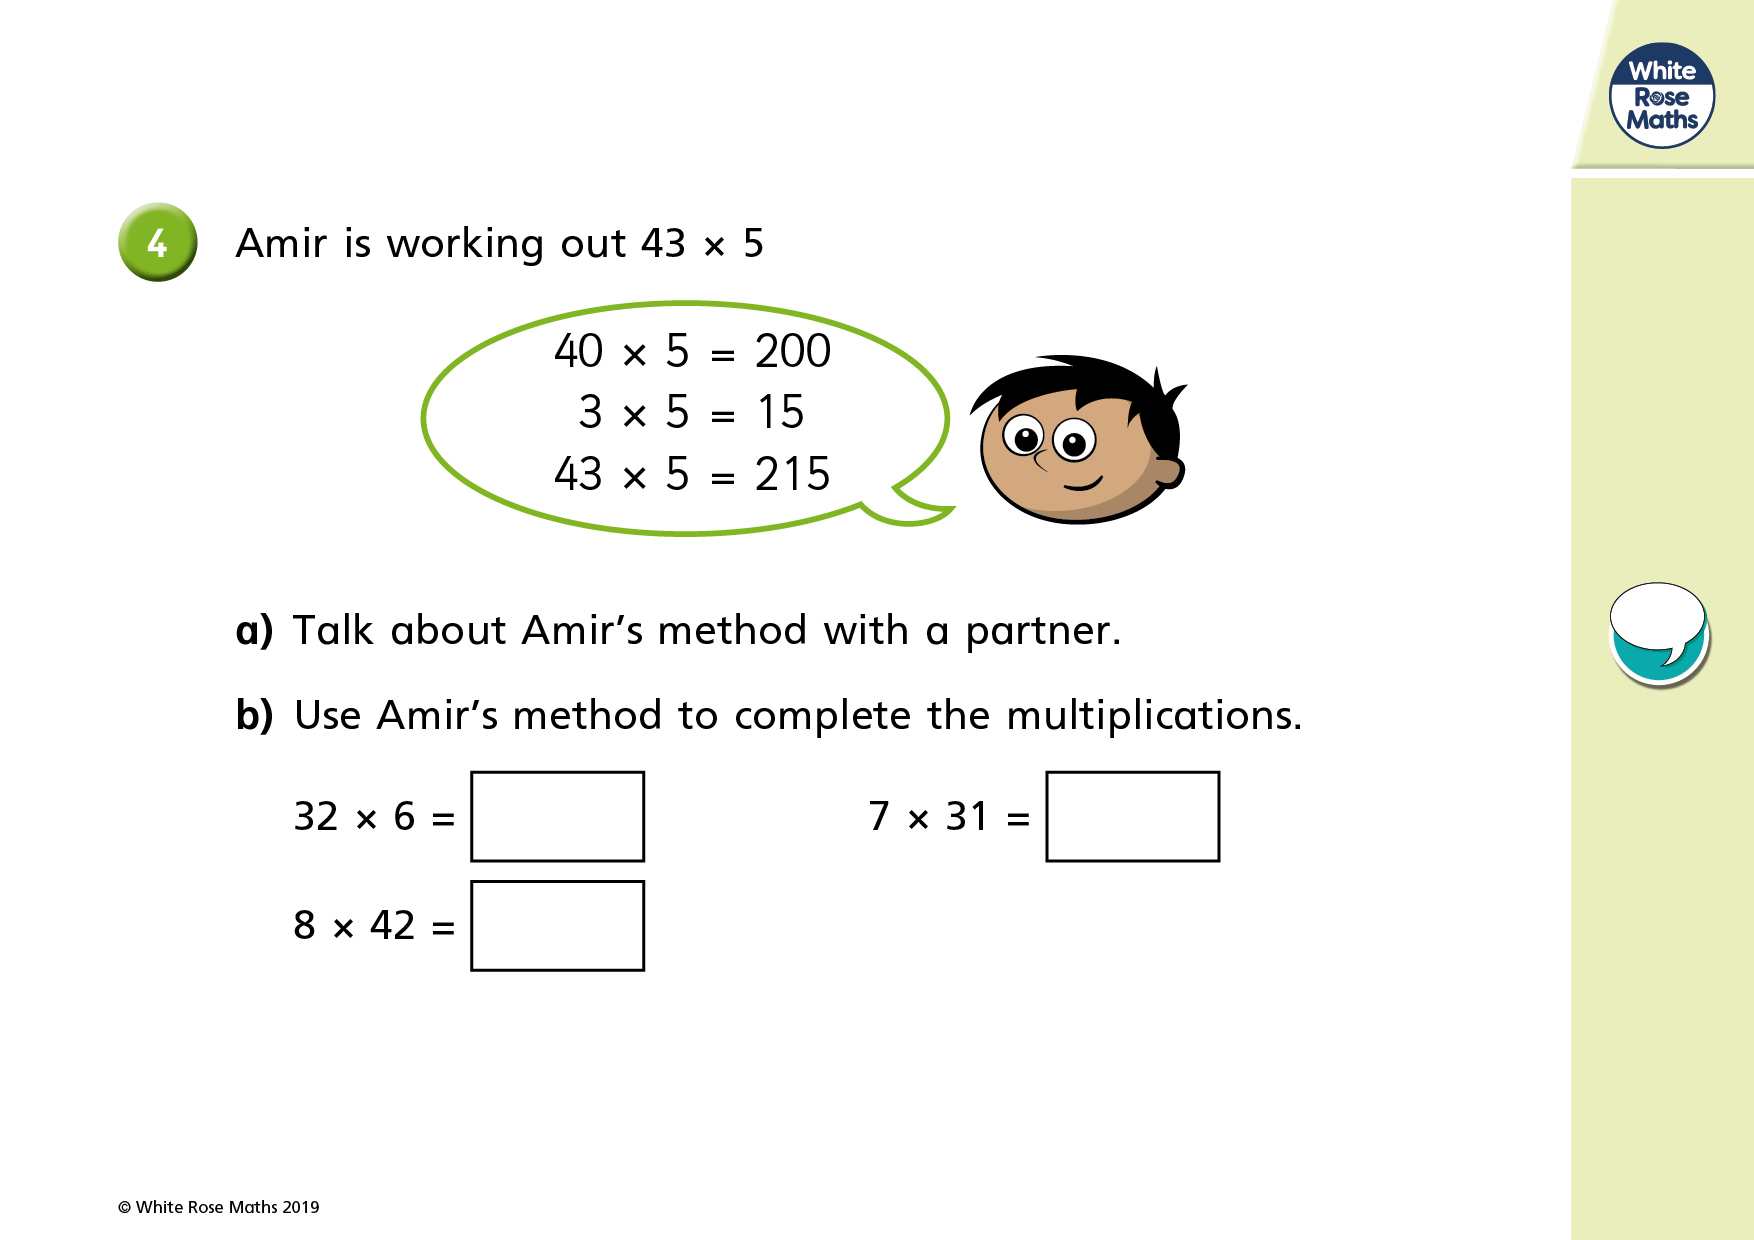 White
Rose
Maths
4 Amir is working out 43 × 5
40 × 5 = 200
3 × 5 = 15
43 × 5 = 215
a) Talk about Amir’s method with a partner.
b) Use Amir’s method to complete the multiplications.
32 × 6 = 7 × 31 =
8 × 42 =
© White Rose Maths 2019